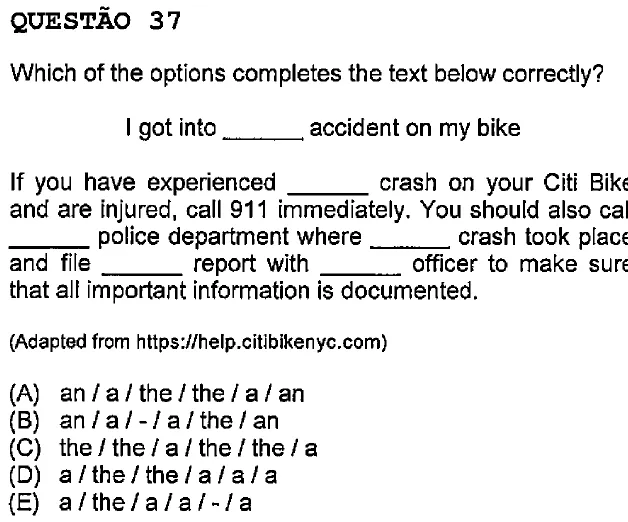 QUESTÃO 37
Which of the options completes the text below correctly?
I got into ______ accident on my bike
If you have experienced ______ crash on your Citi Bike
and are injured, call 911 immediately. You should also cal
______ police department where ______ crash took place
and file ______ report with ______ officer to make sure
that all important information is documented.
(Adapted from https://help.citibikenyc.com)
(A) an / a / the / the / a / an
(B) an / a / - / a / the / an
(C) the / the / a / the / the / a
(D) a / the / the / a / a / a
(E) a / the / a / a / - / a